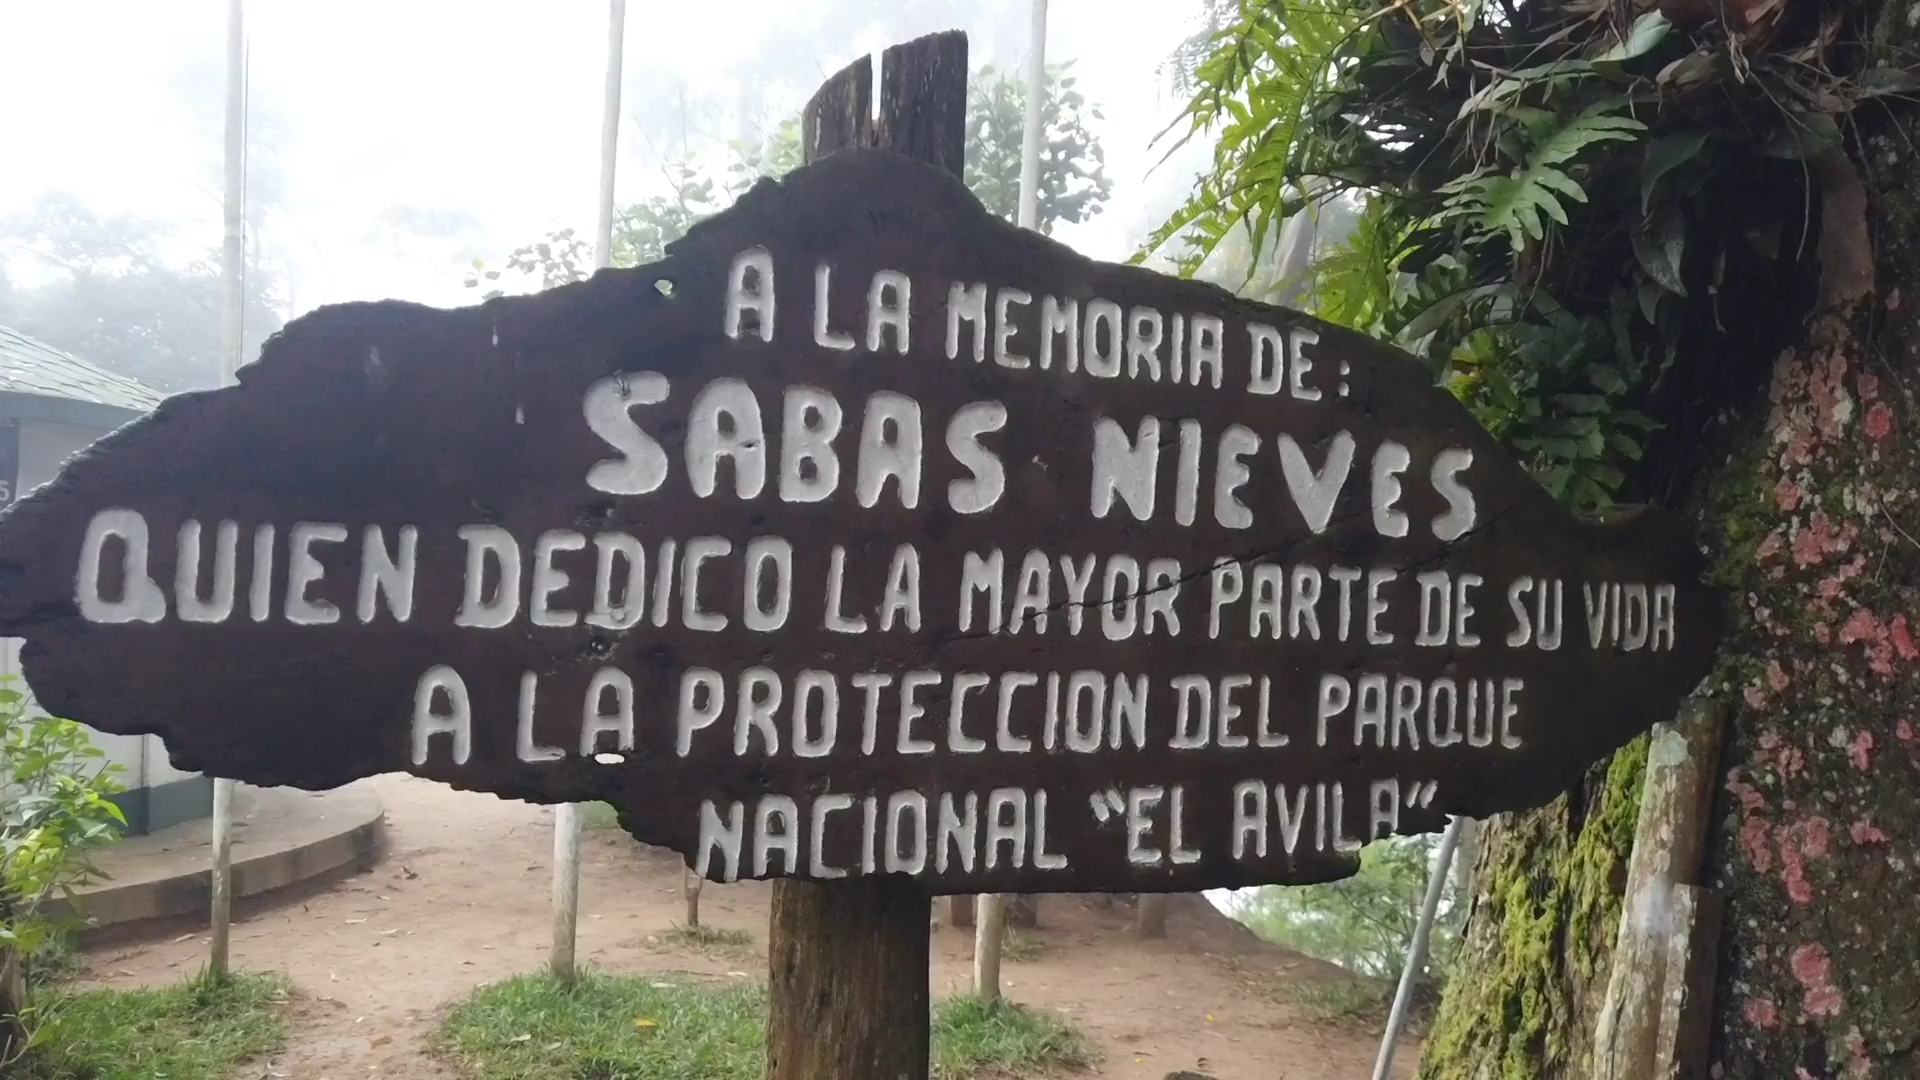 A LA MEMORIA DE:
SABAS NIEVES
QUIEN DEDICO LA MAYOR PARTE DE SU VIDA
A LA PROTECCION DEL PARQUE
NACIONAL "EL AVILA"
5